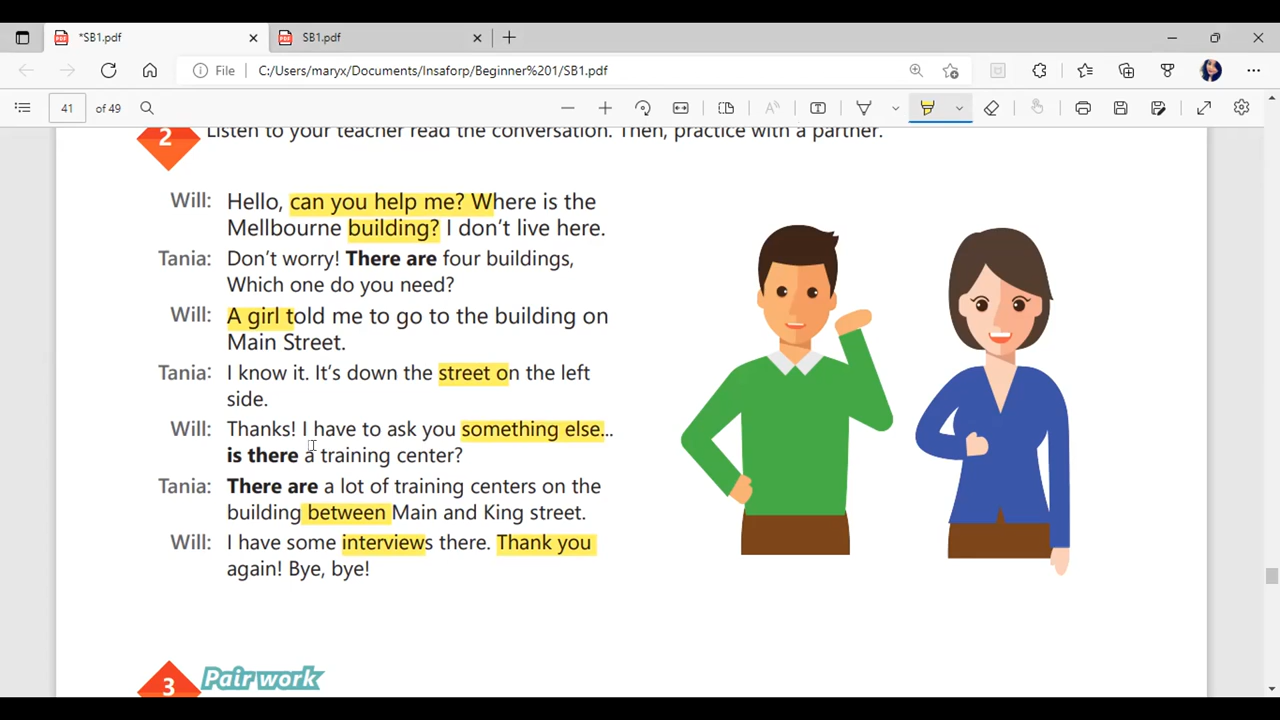 *SB1.pdf
SB1.pdf
File C:/Users/maryx/Documents/Insaforp/Beginner%201/SB1.pdf
41 of 49
2 Listen to your teacher read the conversation. Then, practice with a partner.
Will: Hello, can you help me? Where is the
Mellbourne building? I don't live here.
Tania: Don't worry! There are four buildings,
Which one do you need?
Will: A girl told me to go to the building on
Main Street.
Tania: I know it. It's down the street on the left
side.
Will: Thanks! I have to ask you something else...
is there a training center?
Tania: There are a lot of training centers on the
building between Main and King street.
Will: I have some interviews there. Thank you
again! Bye, bye!
3 Pair work